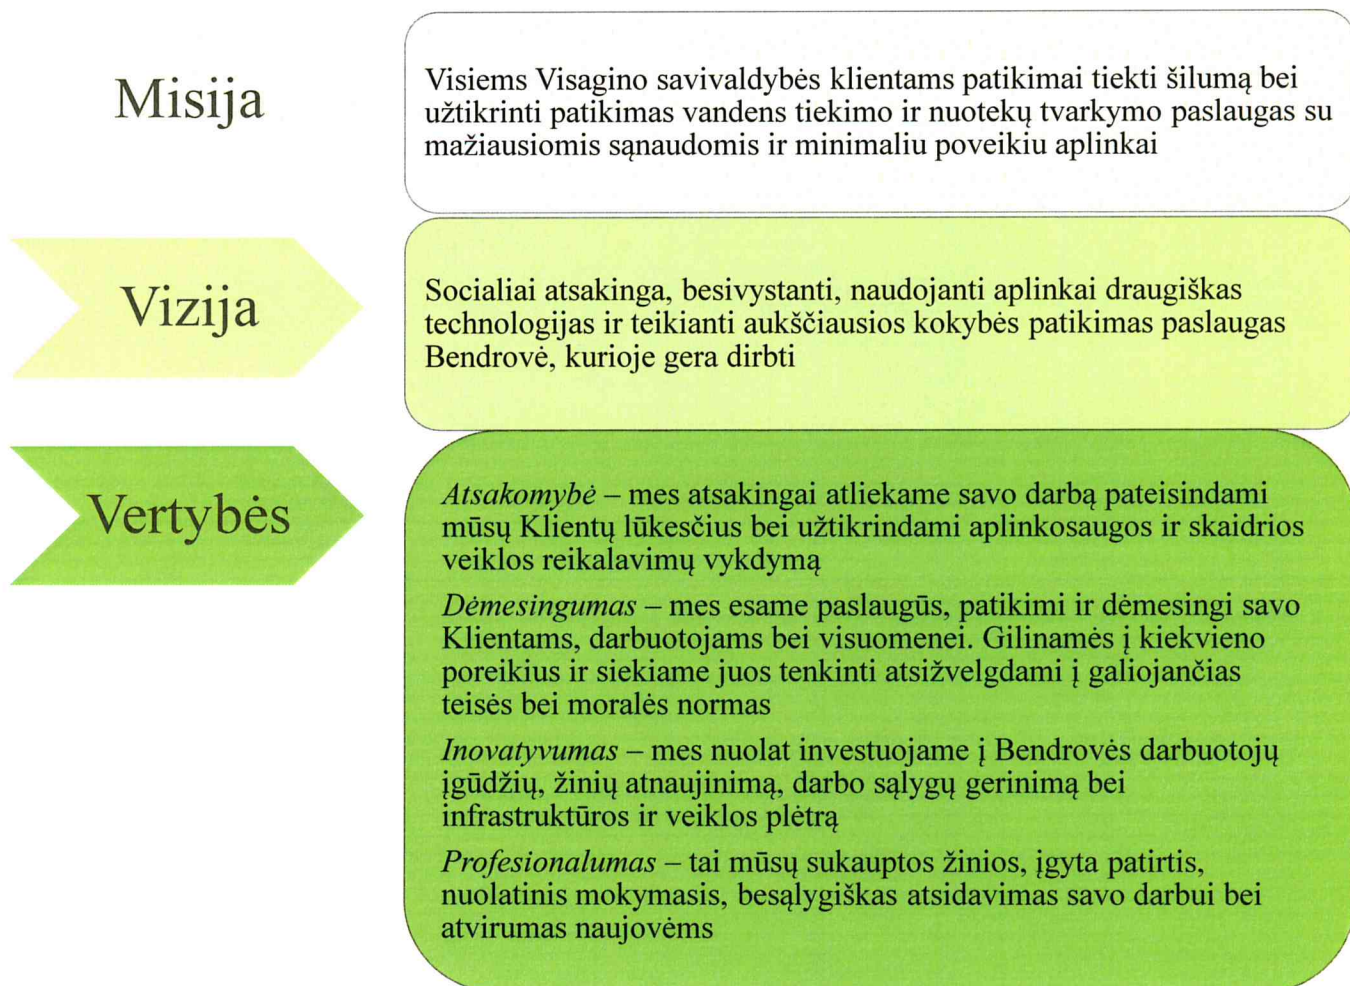 Misija
Visiems Visagino savivaldybės klientams patikimai tiekti šilumą bei
užtikrinti patikimas vandens tiekimo ir nuotekų tvarkymo paslaugas su
mažiausiomis sąnaudomis ir minimaliu poveikiu aplinkai
Vizija
Socialiai atsakinga, besivystanti, naudojanti aplinkai draugiškas
technologijas ir teikianti aukščiausios kokybės patikimas paslaugas
Bendrovė, kurioje gera dirbti
Vertybės
Atsakomybė – mes atsakingai atliekame savo darbą pateisindami
mūsų Klientų lūkesčius bei užtikrindami aplinkosaugos ir skaidrios
veiklos reikalavimų vykdymą
Dėmesingumas – mes esame paslaugūs, patikimi ir dėmesingi savo
Klientams, darbuotojams bei visuomenei. Gilinamės į kiekvieno
poreikius ir siekiame juos tenkinti atsižvelgdami į galiojančias
teisės bei moralės normas
Inovatyvumas – mes nuolat investuojame į Bendrovės darbuotojų
įgūdžių, žinių atnaujinimą, darbo sąlygų gerinimą bei
infrastruktūros ir veiklos plėtrą
Profesionalumas – tai mūsų sukauptos žinios, įgyta patirtis,
nuolatinis mokymasis, besąlygiškas atsidavimas savo darbui bei
atvirumas naujovėms